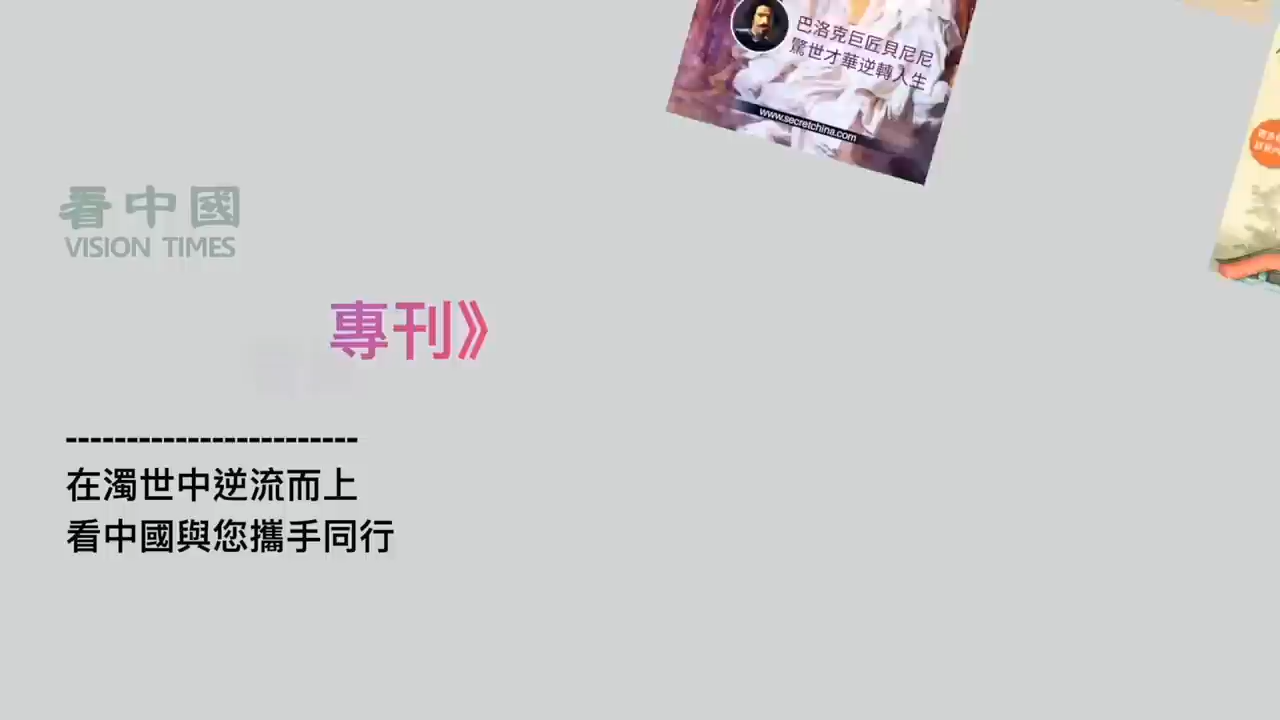 巴洛克巨匠貝尼尼
驚世才華逆轉人生
www.secretchina.com
看中國
VISION TIMES
專刊》
------------------------
在濁世中逆流而上
看中國與您攜手同行